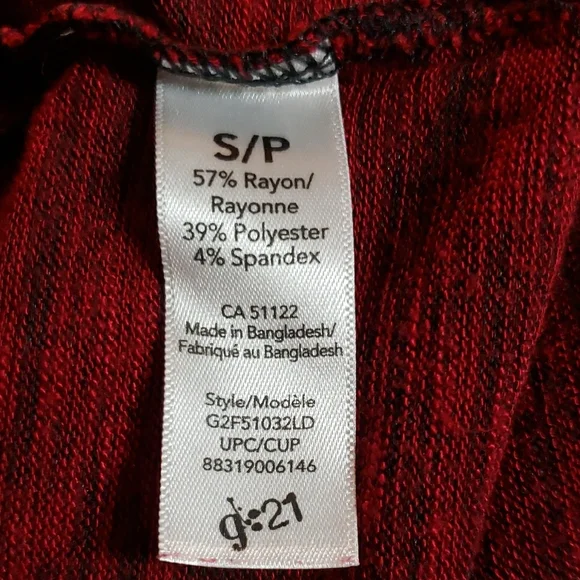 S/P
57% Rayon/
Rayonne
39% Polyester
4% Spandex
CA 51122
Made in Bangladesh/
Fabriqué au Bangladesh
Style/Modèle
G2F51032LD
UPC/CUP
88319006146
g:21